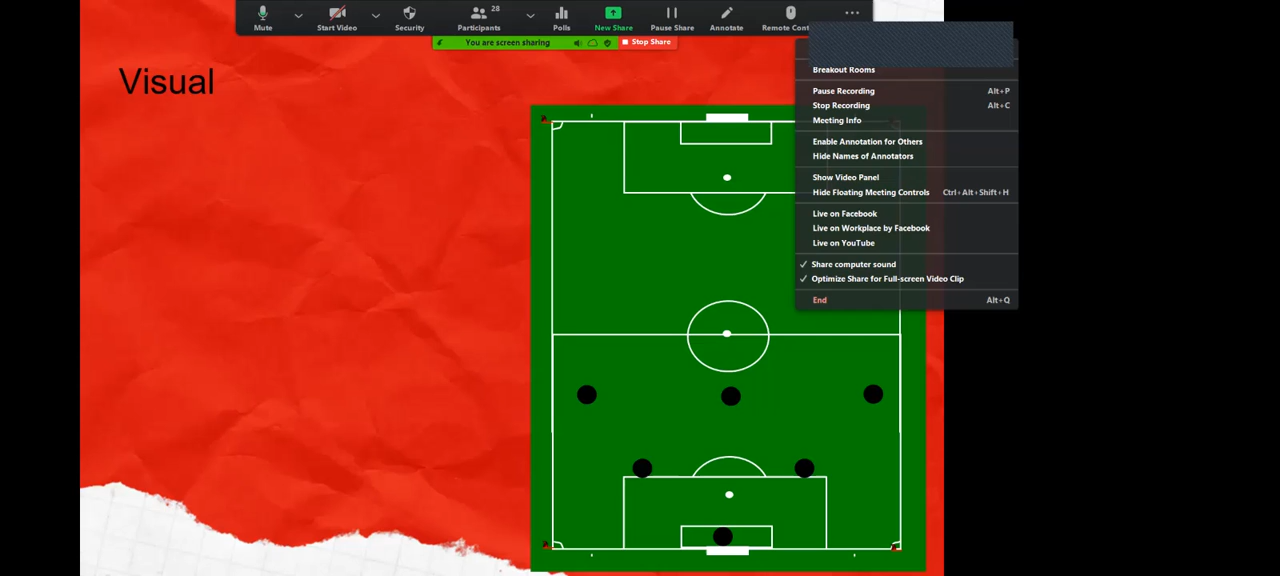 28
Mute
Start Video
Security
Participants
Polls
New Share
Pause Share
Annotate
Remote Cont
You are screen sharing
Stop Share
Visual
Breakout Rooms
Pause Recording Alt+P
Stop Recording Alt+C
Meeting Info
Enable Annotation for Others
Hide Names of Annotators
Show Video Panel
Hide Floating Meeting Controls Ctrl+Alt+Shift+H
Live on Facebook
Live on Workplace by Facebook
Live on YouTube
Share computer sound
Optimize Share for Full-screen Video Clip
End Alt+Q